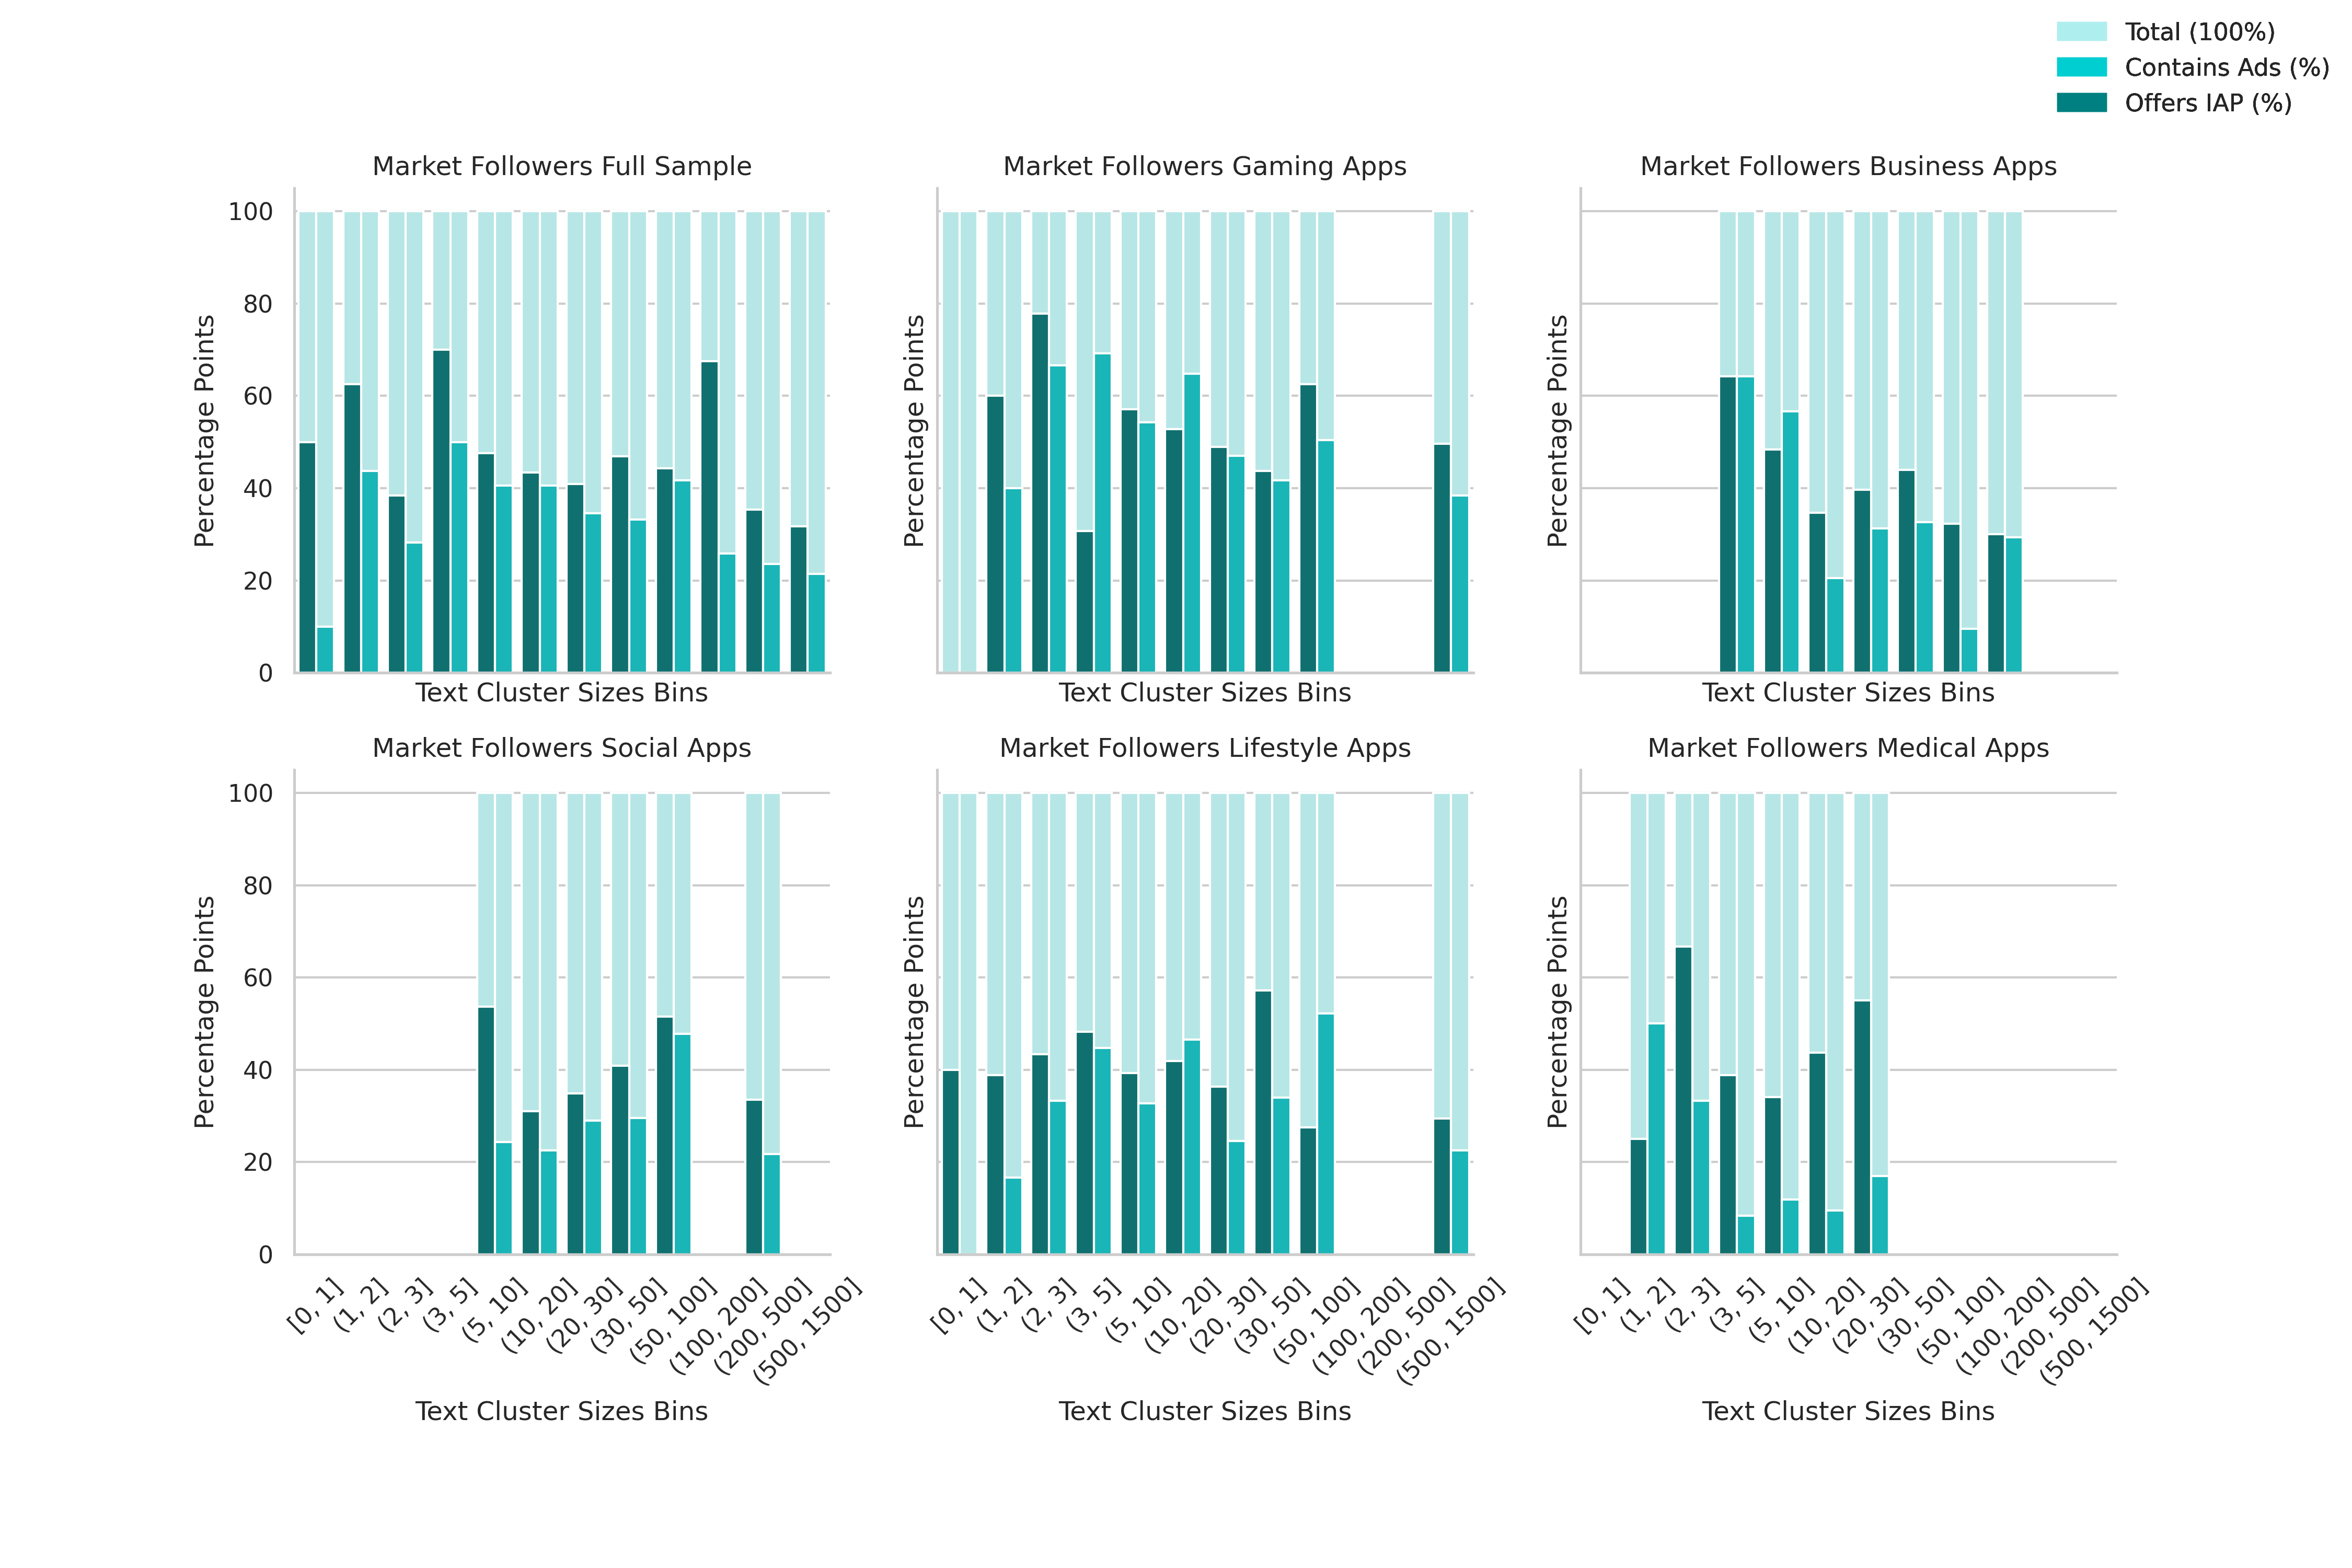 Total (100%)
Contains Ads (%)
Offers IAP (%)
Market Followers Full Sample
Market Followers Gaming Apps
Market Followers Business Apps
100
80
60
40
20
0
Percentage Points
Percentage Points
Percentage Points
Text Cluster Sizes Bins
Text Cluster Sizes Bins
Text Cluster Sizes Bins
Market Followers Social Apps
Market Followers Lifestyle Apps
Market Followers Medical Apps
100
80
60
40
20
0
Percentage Points
Percentage Points
Percentage Points
[0, 1]
(1, 2]
(2, 3]
(3, 5]
(5, 10]
(10, 20]
(20, 30]
(30, 50]
(50, 100]
(100, 200]
(200, 500]
(500, 1500]
[0, 1]
(1, 2]
(2, 3]
(3, 5]
(5, 10]
(10, 20]
(20, 30]
(30, 50]
(50, 100]
(100, 200]
(200, 500]
(500, 1500]
[0, 1]
(1, 2]
(2, 3]
(3, 5]
(5, 10]
(10, 20]
(20, 30]
(30, 50]
(50, 100]
(100, 200]
(200, 500]
(500, 1500]
Text Cluster Sizes Bins
Text Cluster Sizes Bins
Text Cluster Sizes Bins